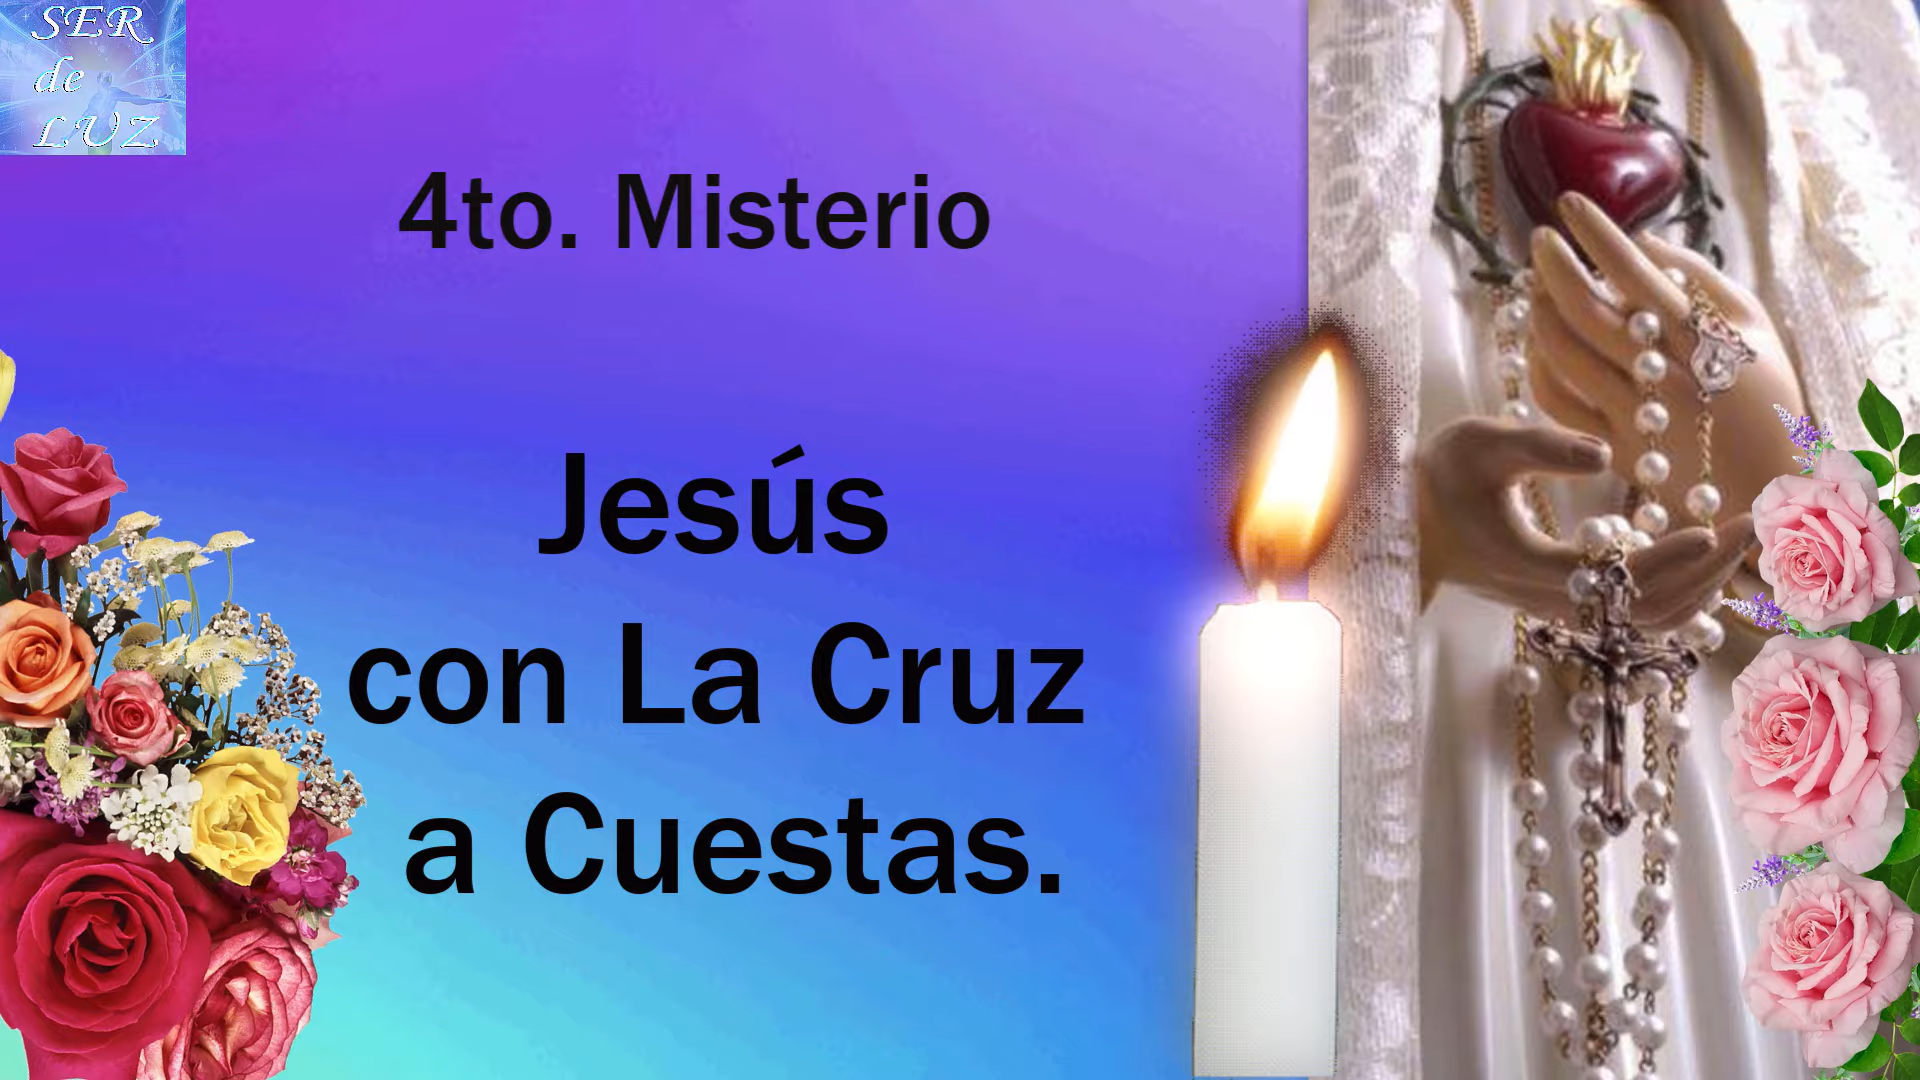 SER
de
LUZ
4to. Misterio
Jesús
con La Cruz
a Cuestas.